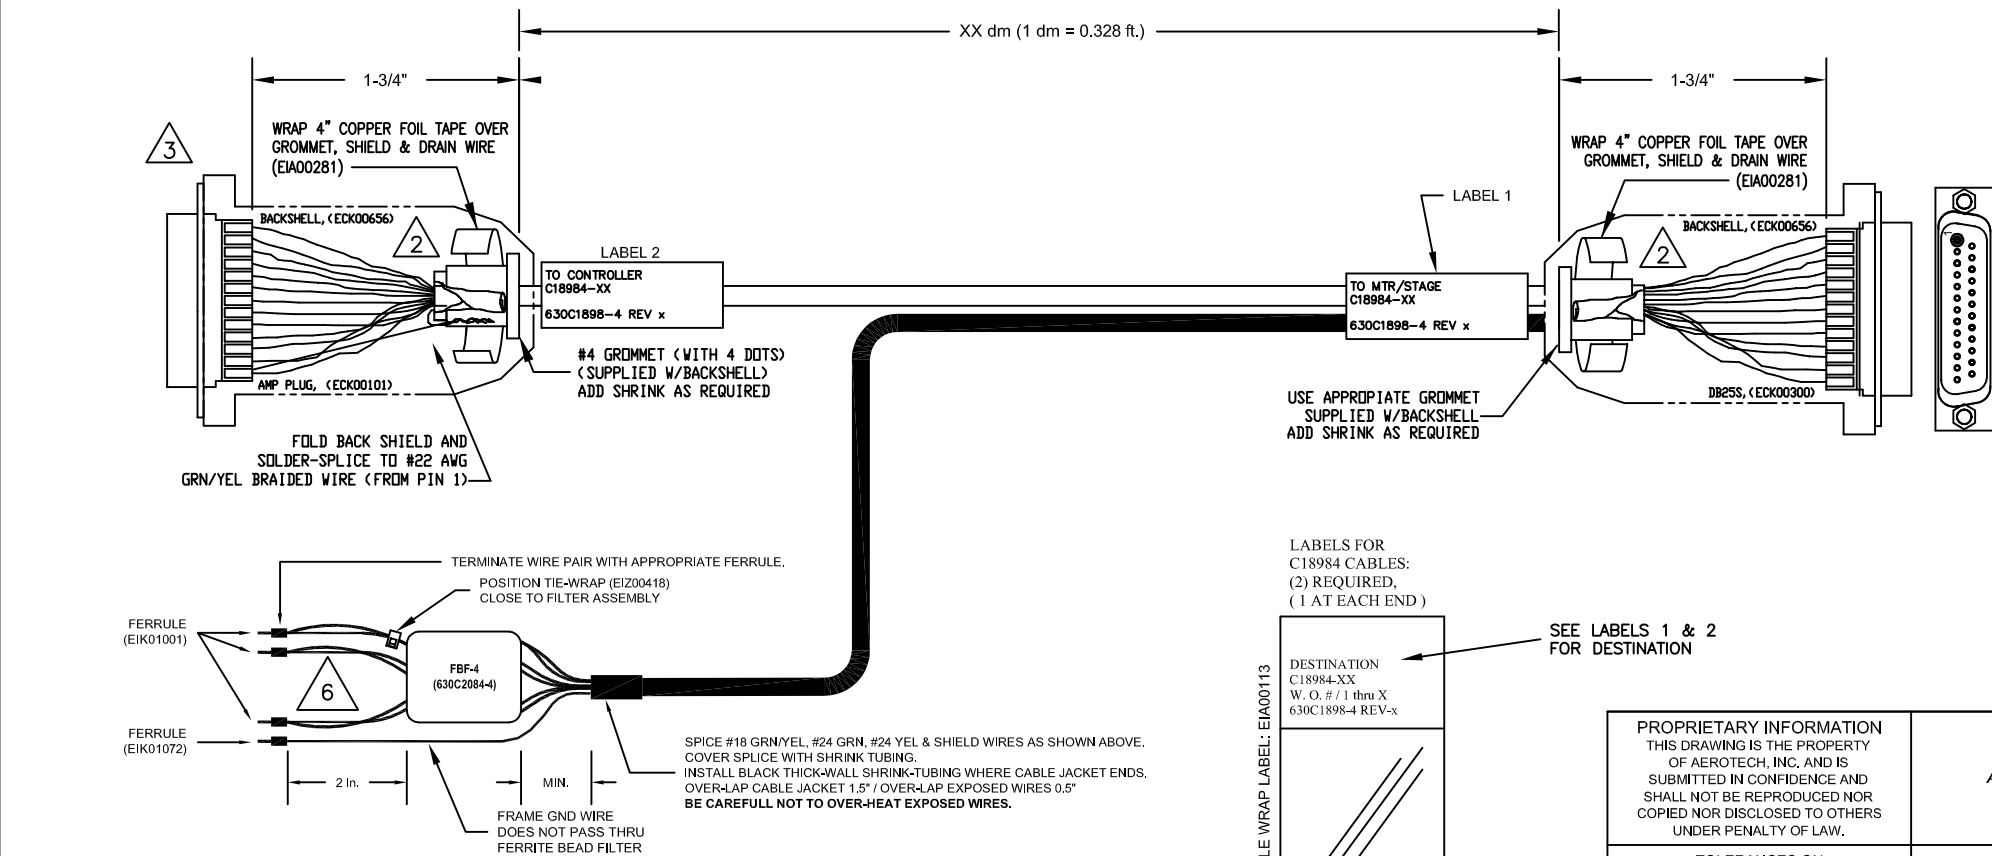 XX dm (1 dm = 0.328 ft.)
1-3/4"
1-3/4"
3
WRAP 4" COPPER FOIL TAPE OVER
GROMMET, SHIELD & DRAIN WIRE
(EIA00281)
WRAP 4" COPPER FOIL TAPE OVER
GROMMET, SHIELD & DRAIN WIRE
(EIA00281)
LABEL 1
BACKSHELL, (ECK00656)
2
BACKSHELL, (ECK00656)
2
1
LABEL 2
TO CONTROLLER
C18984-XX
630C1898-4 REV x
TO MTR/STAGE
C18984-XX
630C1898-4 REV x
#4 GROMMET (WITH 4 DOTS)
(SUPPLIED W/BACKSHELL)
ADD SHRINK AS REQUIRED
AMP PLUG, (ECK00101)
DB25S, (ECK00300)
USE APPROPIATE GROMMET
SUPPLIED W/BACKSHELL
ADD SHRINK AS REQUIRED
FOLD BACK SHIELD AND
SOLDER-SPLICE TO #22 AWG
GRN/YEL BRAIDED WIRE (FROM PIN 1)
TERMINATE WIRE PAIR WITH APPROPRIATE FERRULE.
POSITION TIE-WRAP (EIZ00418)
CLOSE TO FILTER ASSEMBLY
FERRULE
(EIK01001)
6
FBF-4
(630C2084-4)
FERRULE
(EIK01072)
2 In.
MIN.
SPICE #18 GRN/YEL, #24 GRN, #24 YEL & SHIELD WIRES AS SHOWN ABOVE.
COVER SPLICE WITH SHRINK TUBING.
INSTALL BLACK THICK-WALL SHRINK-TUBING WHERE CABLE JACKET ENDS.
OVER-LAP CABLE JACKET 1.5" / OVER-LAP EXPOSED WIRES 0.5"
BE CAREFULL NOT TO OVER-HEAT EXPOSED WIRES.
FRAME GND WIRE
DOES NOT PASS THRU
FERRITE BEAD FILTER
LABELS FOR
C18984 CABLES:
(2) REQUIRED,
( 1 AT EACH END )
SEE LABELS 1 & 2
FOR DESTINATION
DESTINATION
C18984-XX
W. O. # / 1 thru X
630C1898-4 REV-x
WRAP LABEL: EIA00113
PROPRIETARY INFORMATION
THIS DRAWING IS THE PROPERTY
OF AEROTECH, INC. AND IS
SUBMITTED IN CONFIDENCE AND
SHALL NOT BE REPRODUCED NOR
COPIED NOR DISCLOSED TO OTHERS
UNDER PENALTY OF LAW.